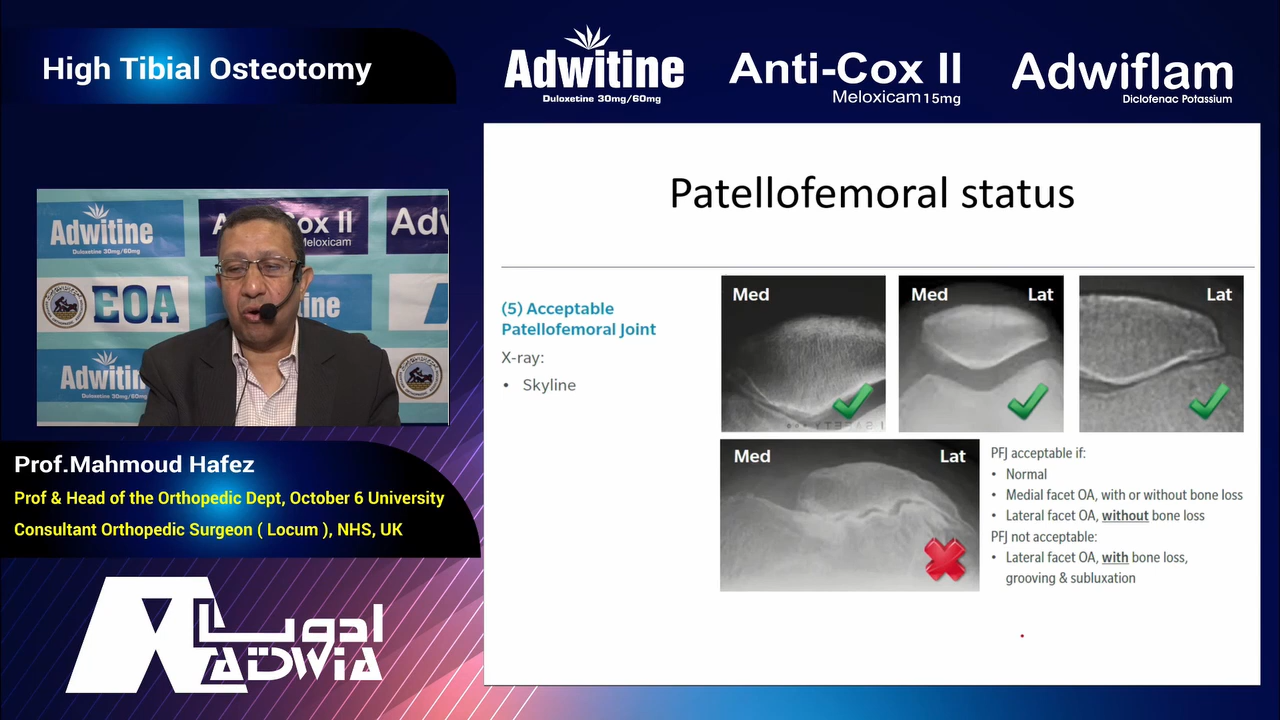 High Tibial Osteotomy
Adwitine
Duloxetine 30mg/60mg
Anti-Cox II
Meloxicam 15mg
Adwiflam
Diclofenac Potassium
Patellofemoral status
(5) Acceptable
Patellofemoral Joint
X-ray:
• Skyline
Med
Med Lat
Lat
Med Lat
PFJ acceptable if:
• Normal
• Medial facet OA, with or without bone loss
• Lateral facet OA, without bone loss
PFJ not acceptable:
• Lateral facet OA, with bone loss,
grooving & subluxation
Adwitine
Duloxetine 30mg/60mg
Cox II
Meloxicam
EOA
Prof.Mahmoud Hafez
Prof & Head of the Orthopedic Dept, October 6 University
Consultant Orthopedic Surgeon ( Locum ), NHS, UK
ادويا
ADWIA